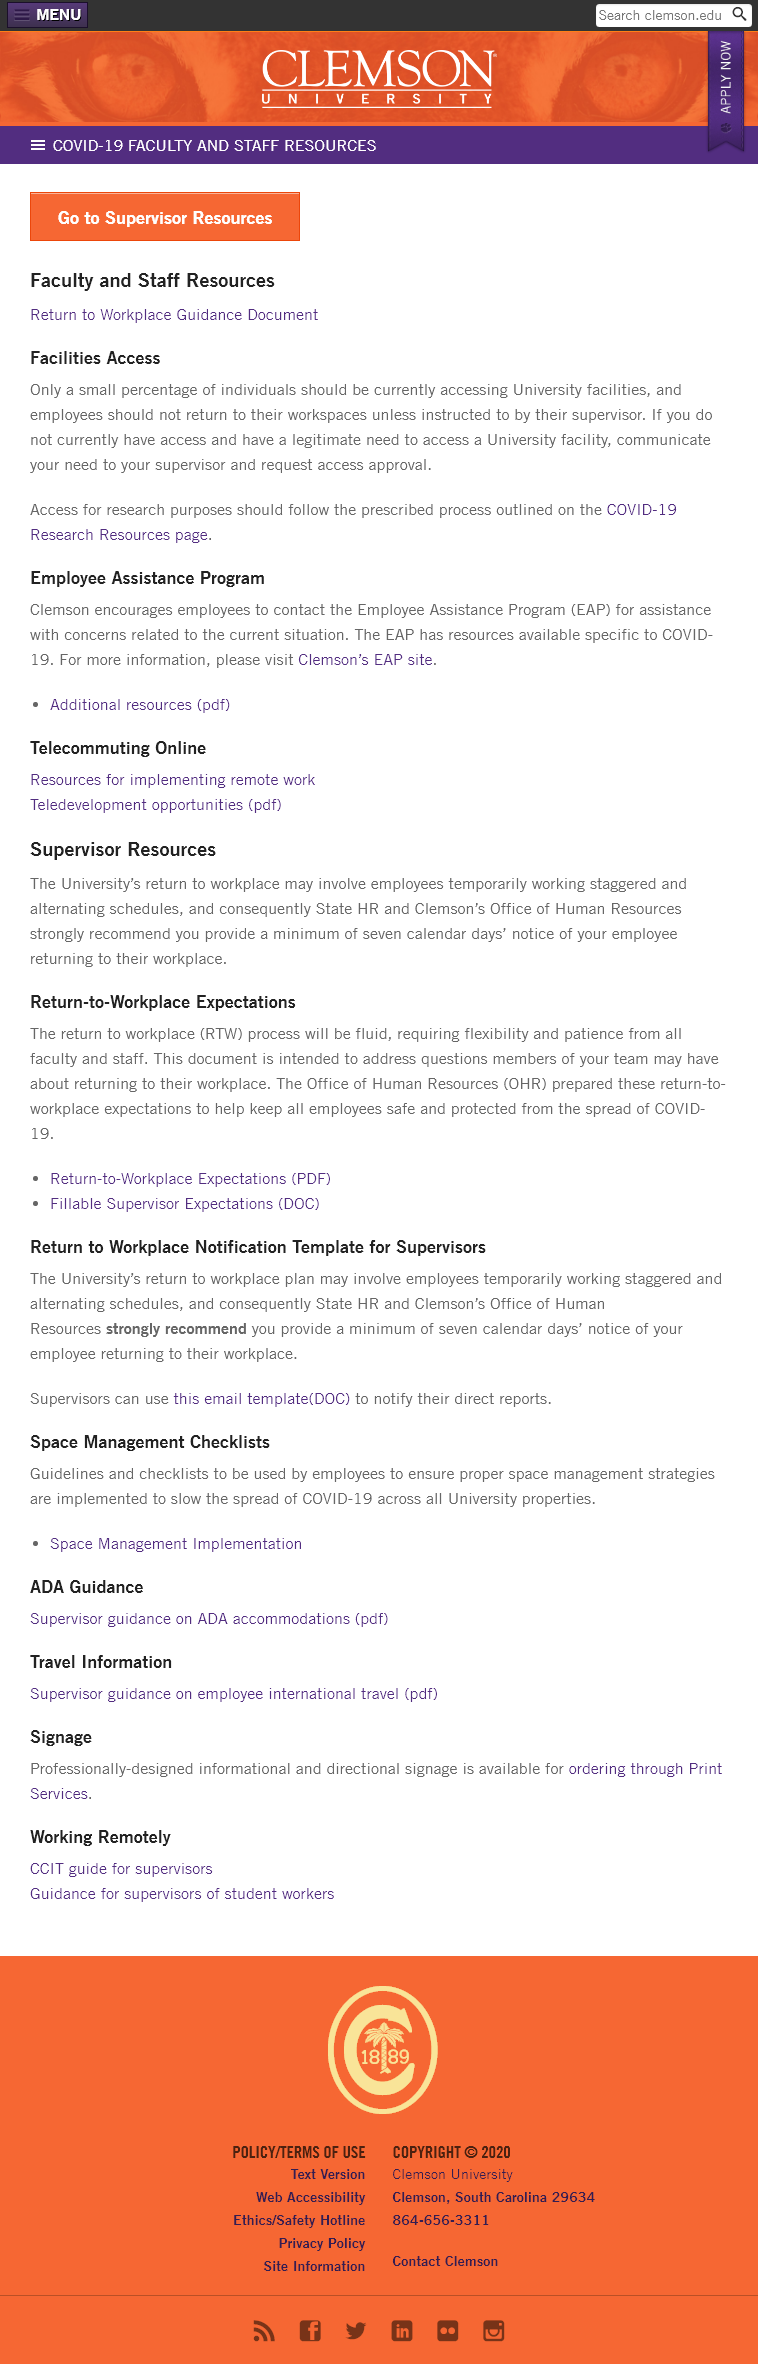 MENU
Search clemson.edu
CLEMSON
UNIVERSITY
APPLY NOW
COVID-19 FACULTY AND STAFF RESOURCES
Go to Supervisor Resources
Faculty and Staff Resources
Return to Workplace Guidance Document
Facilities Access
Only a small percentage of individuals should be currently accessing University facilities, and
employees should not return to their workspaces unless instructed to by their supervisor. If you do
not currently have access and have a legitimate need to access a University facility, communicate
your need to your supervisor and request access approval.
Access for research purposes should follow the prescribed process outlined on the COVID-19
Research Resources page.
Employee Assistance Program
Clemson encourages employees to contact the Employee Assistance Program (EAP) for assistance
with concerns related to the current situation. The EAP has resources available specific to COVID-
19. For more information, please visit Clemson’s EAP site.
• Additional resources (pdf)
Telecommuting Online
Resources for implementing remote work
Teledevelopment opportunities (pdf)
Supervisor Resources
The University’s return to workplace may involve employees temporarily working staggered and
alternating schedules, and consequently State HR and Clemson’s Office of Human Resources
strongly recommend you provide a minimum of seven calendar days’ notice of your employee
returning to their workplace.
Return-to-Workplace Expectations
The return to workplace (RTW) process will be fluid, requiring flexibility and patience from all
faculty and staff. This document is intended to address questions members of your team may have
about returning to their workplace. The Office of Human Resources (OHR) prepared these return-to-
workplace expectations to help keep all employees safe and protected from the spread of COVID-
19.
• Return-to-Workplace Expectations (PDF)
• Fillable Supervisor Expectations (DOC)
Return to Workplace Notification Template for Supervisors
The University’s return to workplace plan may involve employees temporarily working staggered and
alternating schedules, and consequently State HR and Clemson’s Office of Human
Resources strongly recommend you provide a minimum of seven calendar days’ notice of your
employee returning to their workplace.
Supervisors can use this email template(DOC) to notify their direct reports.
Space Management Checklists
Guidelines and checklists to be used by employees to ensure proper space management strategies
are implemented to slow the spread of COVID-19 across all University properties.
• Space Management Implementation
ADA Guidance
Supervisor guidance on ADA accommodations (pdf)
Travel Information
Supervisor guidance on employee international travel (pdf)
Signage
Professionally-designed informational and directional signage is available for ordering through Print
Services.
Working Remotely
CCIT guide for supervisors
Guidance for supervisors of student workers
1889
POLICY/TERMS OF USE
Text Version
Web Accessibility
Ethics/Safety Hotline
Privacy Policy
Site Information
COPYRIGHT © 2020
Clemson University
Clemson, South Carolina 29634
864-656-3311
Contact Clemson